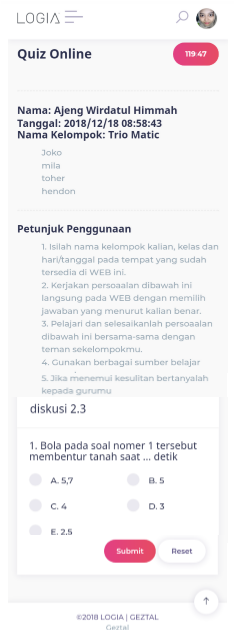 LOGIA
Quiz Online
119 47
Nama: Ajeng Wirdatul Himmah
Tanggal: 2018/12/18 08:58:43
Nama Kelompok: Trio Matic
Joko
mila
toher
hendon
Petunjuk Penggunaan
1. Isilah nama kelompok kalian, kelas dan
hari/tanggal pada tempat yang sudah
tersedia di WEB ini.
2. Kerjakan persoaalan dibawah ini
langsung pada WEB dengan memilih
jawaban yang menurut kalian benar.
3. Pelajari dan selesaikanlah persoaalan
dibawah ini bersama-sama dengan
teman sekelompokmu.
4. Gunakan berbagai sumber belajar
5. Jika menemui kesulitan bertanyalah
kepada gurumu
diskusi 2.3
1. Bola pada soal nomer 1 tersebut
membentur tanah saat ... detik
A. 5,7
B. 5
C. 4
D. 3
E. 2.5
Submit
Reset
©2018 LOGIA | GEZTAL
Geztal